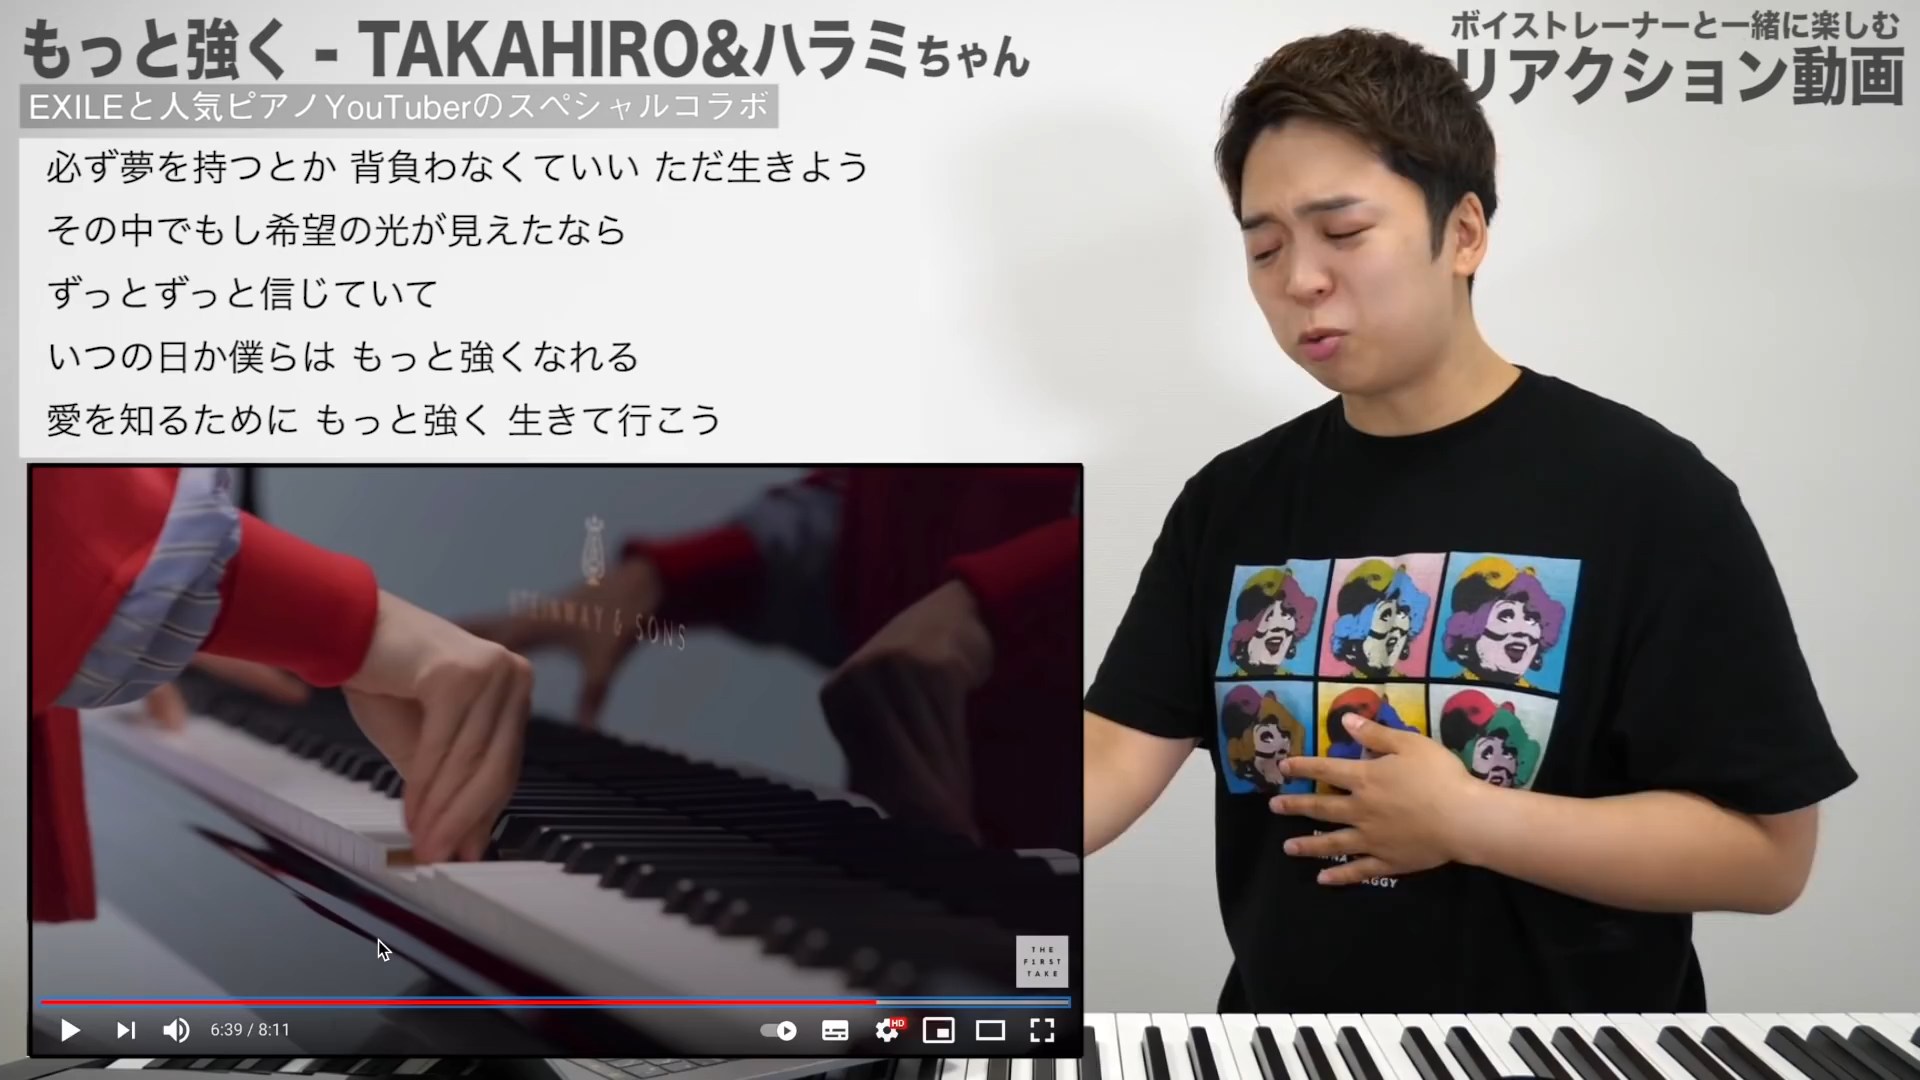 もっと強く - TAKAHIRO&ハラミちゃん
EXILEと人気ピアノYouTuberのスペシャルコラボ
ボイストレーナーと一緒に楽しむ
リアクション動画
必ず夢を持つとか 背負わなくていい ただ生きよう
その中でもし希望の光が見えたなら
ずっとずっと信じていて
いつの日か僕らは もっと強くなれる
愛を知るために もっと強く 生きて行こう
STEINWAY & SONS
THE
F1RST
TAKE
6:39 / 8:11
HD